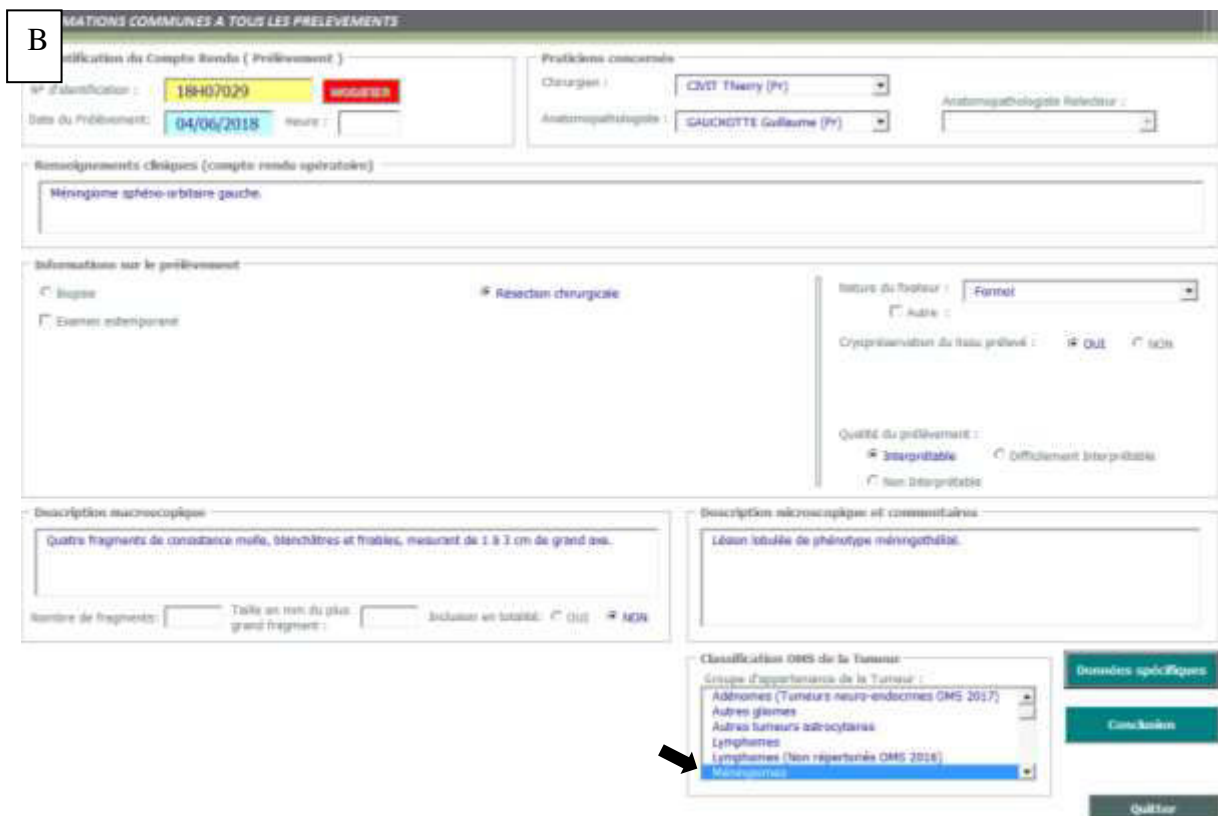 B
MATIONS COMMUNES A TOUS LES PRELEVEMENTS
ntification du Compte Rendu ( Prélèvement )
N° d'identification :
18H07029
MODIFIER
Date du Prélèvement:
04/06/2018
Heure :
Praticiens concernés
Chirurgien :
CIVIT Thierry (Pr)
Anatomopathologiste :
GAUCHOTTE Guillaume (Pr)
Anatomopathologiste Relecteur :
Renseignements cliniques (compte rendu opératoire)
Méningiome sphéno-orbitaire gauche.
Informations sur le prélèvement
Biopsie
Examen extemporané
Résection chirurgicale
Nature du fixateur :
Formol
Autre :
Cryopréservation du tissu prélevé :
OUI
NON
Qualité du prélèvement :
Interprétable
Difficilement Interprétable
Non Interprétable
Description macroscopique
Quatre fragments de consistance molle, blanchâtres et friables, mesurant de 1 à 3 cm de grand axe.
Nombre de fragments:
Taille en mm du plus
grand fragment :
Inclusion en totalité:
OUI
NON
Description microscopique et commentaires
Lésion lobulée de phénotype méningothélial.
Classification OMS de la Tumeur
Groupe d'appartenance de la Tumeur :
Adénomes (Tumeurs neuro-endocrines OMS 2017)
Autres gliomes
Autres tumeurs astrocytaires
Lymphomes
Lymphomes (Non répertoriés OMS 2016)
Méningiomes
Données spécifiques
Conclusion
Quitter